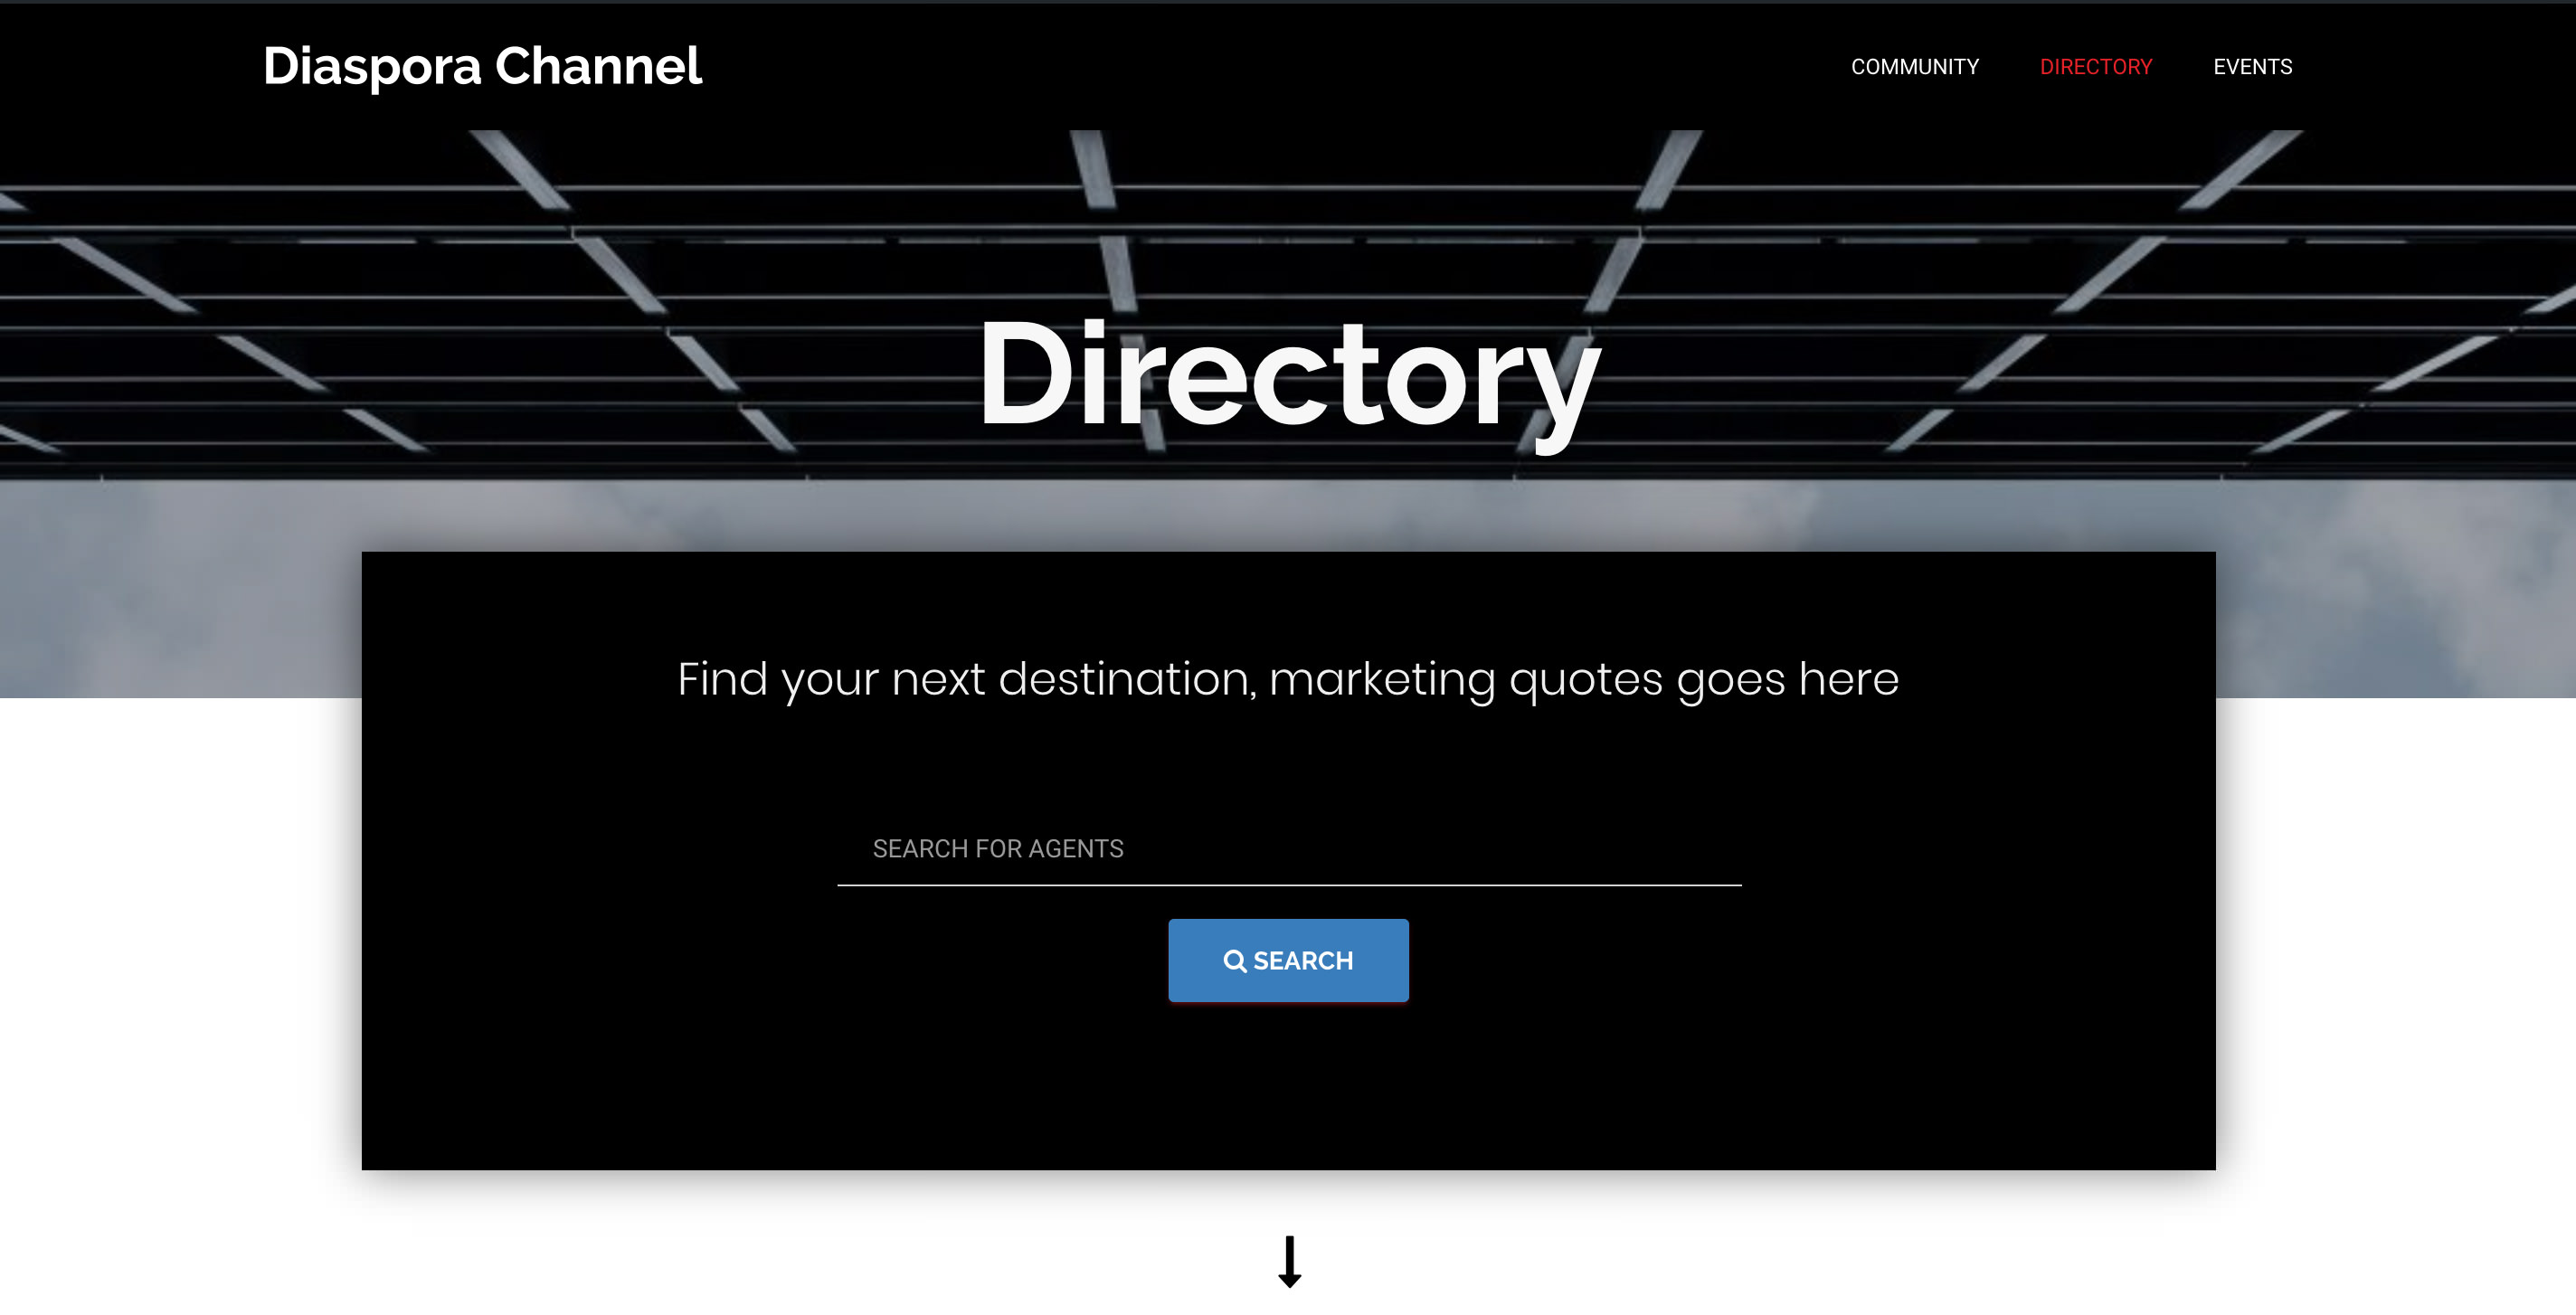 Diaspora Channel
COMMUNITY DIRECTORY EVENTS
Directory
Find your next destination, marketing quotes goes here
SEARCH FOR AGENTS
SEARCH